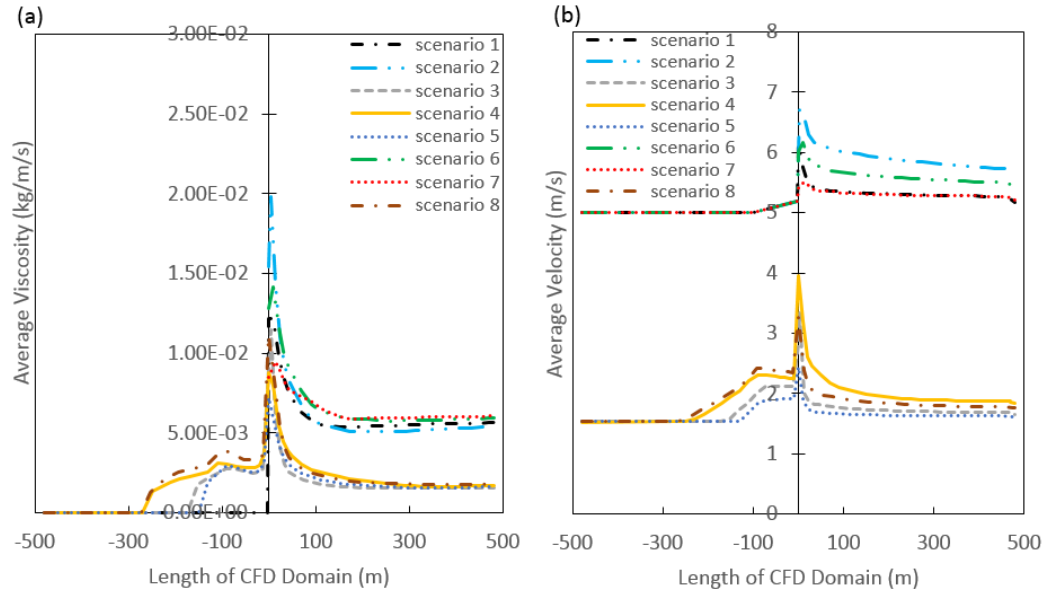 (a)
3.00E-02
2.50E-02
2.00E-02
1.50E-02
1.00E-02
5.00E-03
0.00E+00
Average Viscosity (kg/m/s)
scenario 1
scenario 2
scenario 3
scenario 4
scenario 5
scenario 6
scenario 7
scenario 8
-500 -300 -100 100 300 500
Length of CFD Domain (m)
(b)
8
7
6
5
4
3
2
1
0
Average Velocity (m/s)
scenario 1
scenario 2
scenario 3
scenario 4
scenario 5
scenario 6
scenario 7
scenario 8
-500 -300 -100 100 300 500
Length of CFD Domain (m)